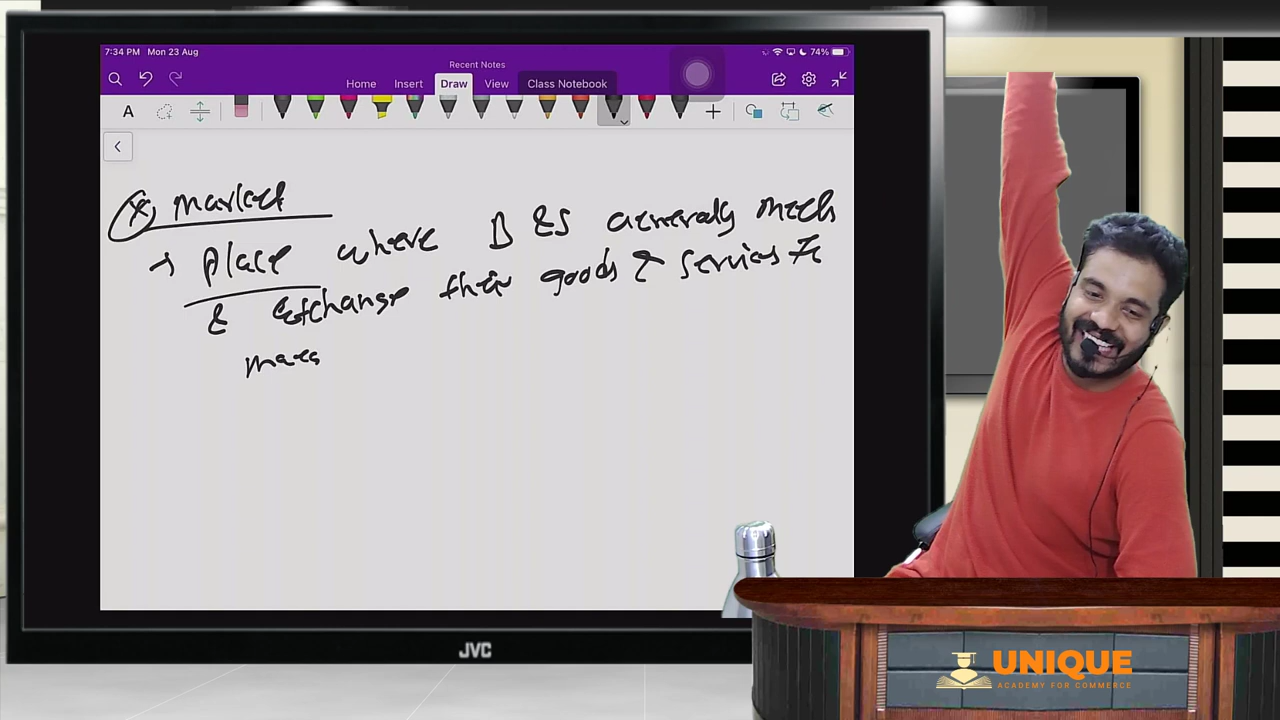 7:34 PM Mon 23 Aug
74%
Recent Notes
Home Insert Draw View Class Notebook
A
market
→ place where B & S generally meet
& exchange their goods & services
JVC
UNIQUE
ACADEMY FOR COMMERCE